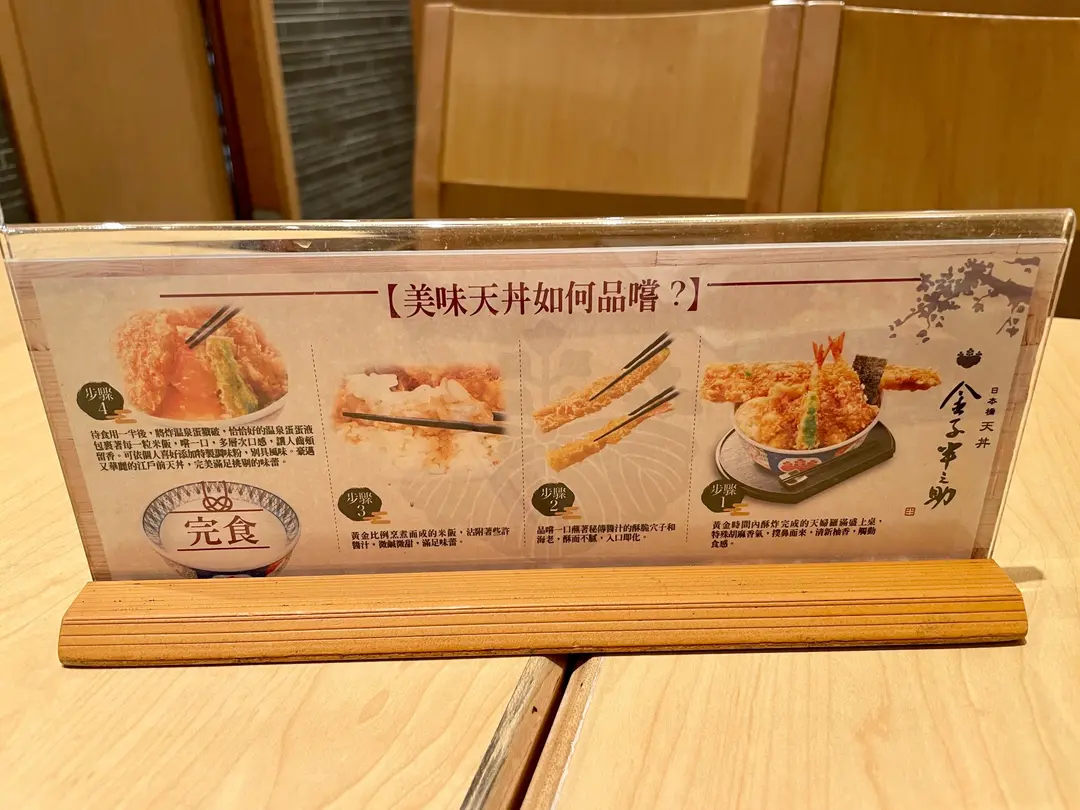 【美味天丼如何品嚐？】
日本橋 天丼
金子半之助
步驟
1
黃金時間內酥炸完成的天婦羅滿盛上桌，
特殊胡麻香氣，撲鼻而來，清新柚香，觸動
食感。
步驟
2
品嚐一口蘸著秘傳醬汁的酥脆穴子和
海老，酥而不膩，入口即化。
步驟
3
黃金比例烹煮而成的米飯，沾附著些許
醬汁，微鹹微甜，滿足味蕾。
步驟
4
待食用一半後，將炸溫泉蛋戳破，恰恰好的溫泉蛋蛋液
包裹著每一粒米飯，嚐一口，多層次口感，讓人齒頰
留香。可依個人喜好添加特製調味粉，別具風味。豪邁
又華麗的江戶前天丼，完美滿足挑剔的味蕾。
完食